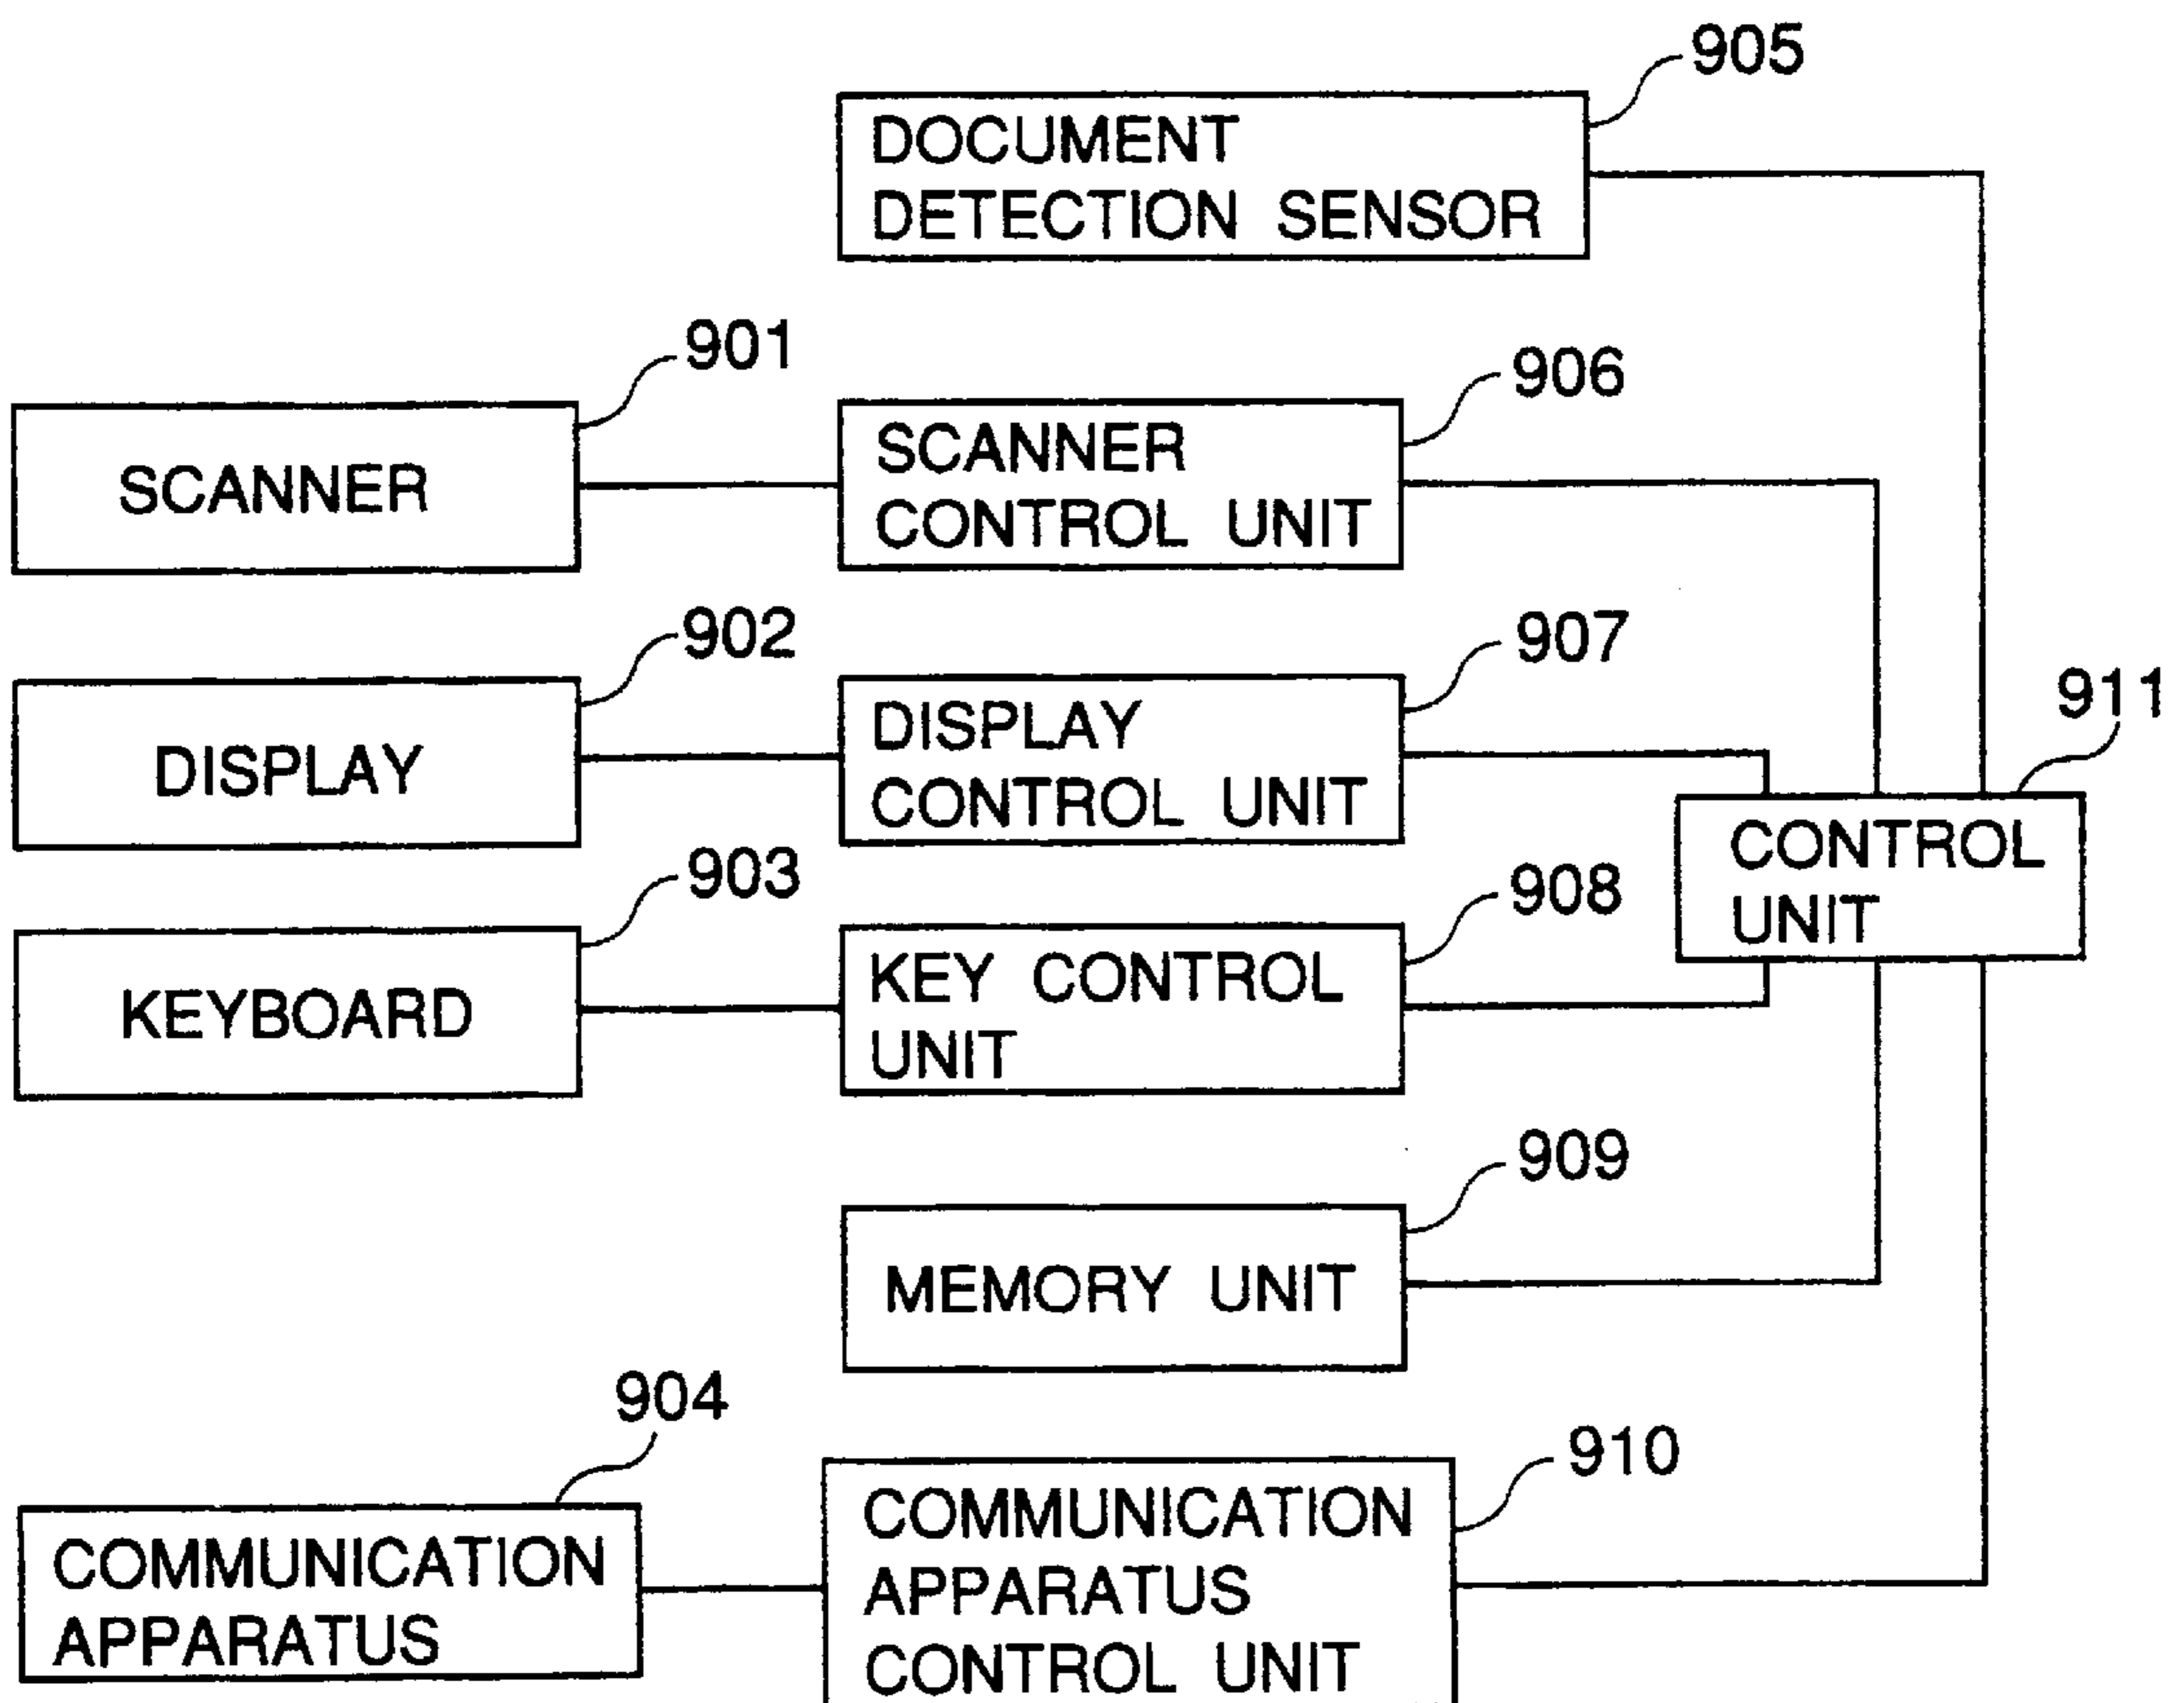 905
DOCUMENT
DETECTION SENSOR
901
906
SCANNER
SCANNER
CONTROL UNIT
902
907
911
DISPLAY
DISPLAY
CONTROL UNIT
CONTROL
UNIT
903
908
KEYBOARD
KEY CONTROL
UNIT
909
MEMORY UNIT
904
910
COMMUNICATION
APPARATUS
COMMUNICATION
APPARATUS
CONTROL UNIT